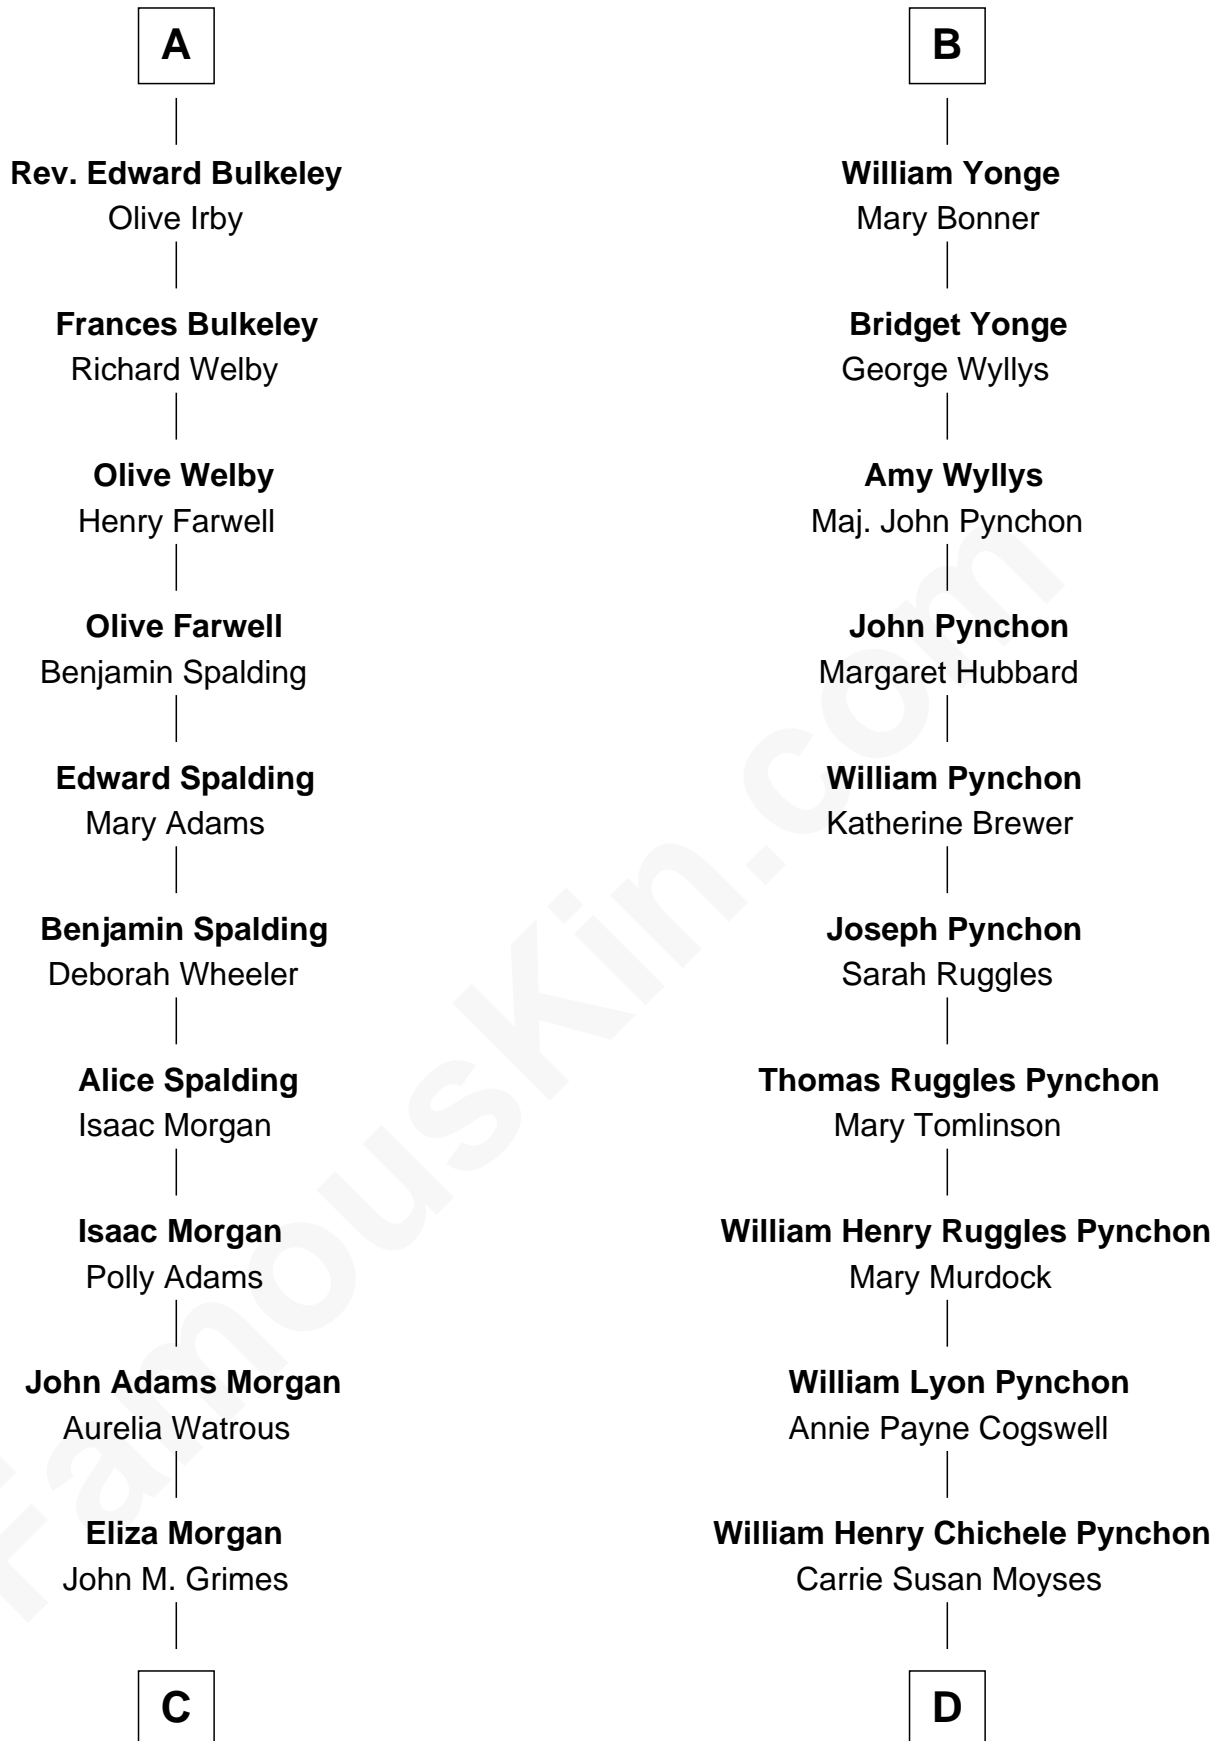 A
Rev. Edward Bulkeley
Olive Irby
Frances Bulkeley
Richard Welby
Olive Welby
Henry Farwell
Olive Farwell
Benjamin Spalding
Edward Spalding
Mary Adams
Benjamin Spalding
Deborah Wheeler
Alice Spalding
Isaac Morgan
Isaac Morgan
Polly Adams
John Adams Morgan
Aurelia Watrous
Eliza Morgan
John M. Grimes
C
B
William Yonge
Mary Bonner
Bridget Yonge
George Wyllys
Amy Wyllys
Maj. John Pynchon
John Pynchon
Margaret Hubbard
William Pynchon
Katherine Brewer
Joseph Pynchon
Sarah Ruggles
Thomas Ruggles Pynchon
Mary Tomlinson
William Henry Ruggles Pynchon
Mary Murdock
William Lyon Pynchon
Annie Payne Cogswell
William Henry Chichele Pynchon
Carrie Susan Moyses
D
FamousKin.com